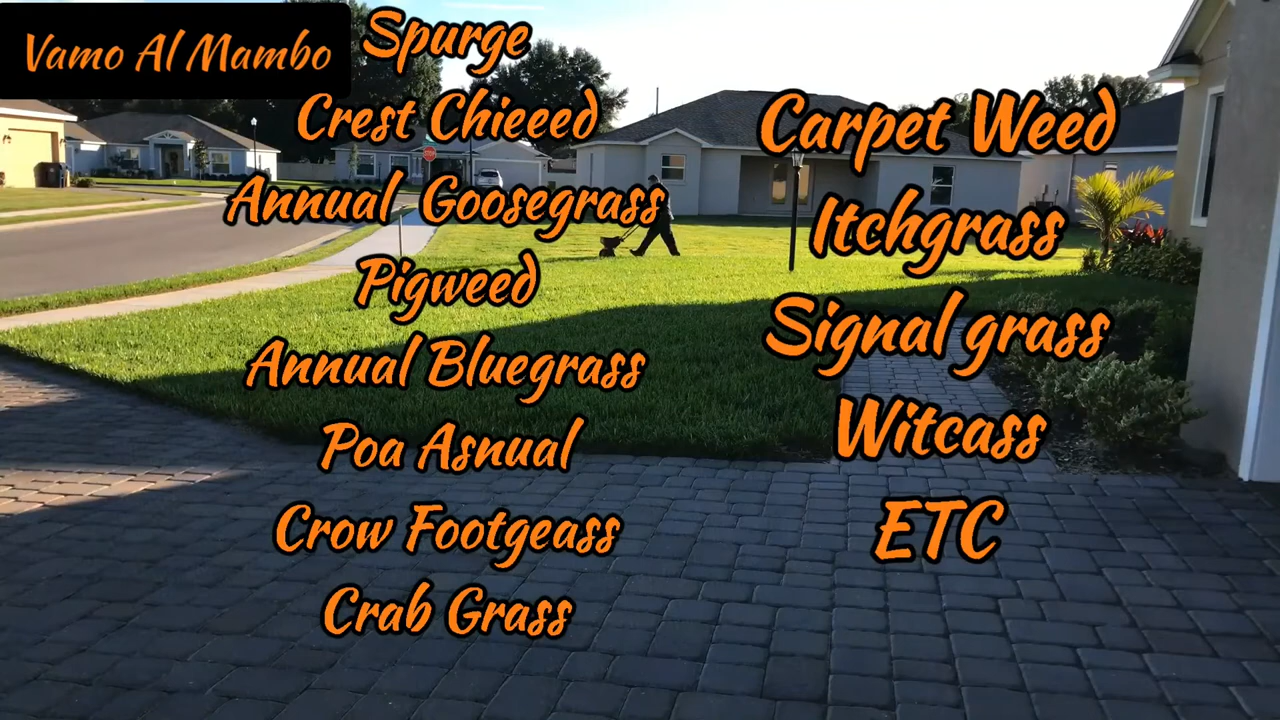 Vamo Al Mambo
Spurge
Crest Chieeed
Annual Goosegrass
Pigweed
Annual Bluegrass
Poa Asnual
Crow Footgeass
Crab Grass
Carpet Weed
Itchgrass
Signal grass
Witcass
ETC